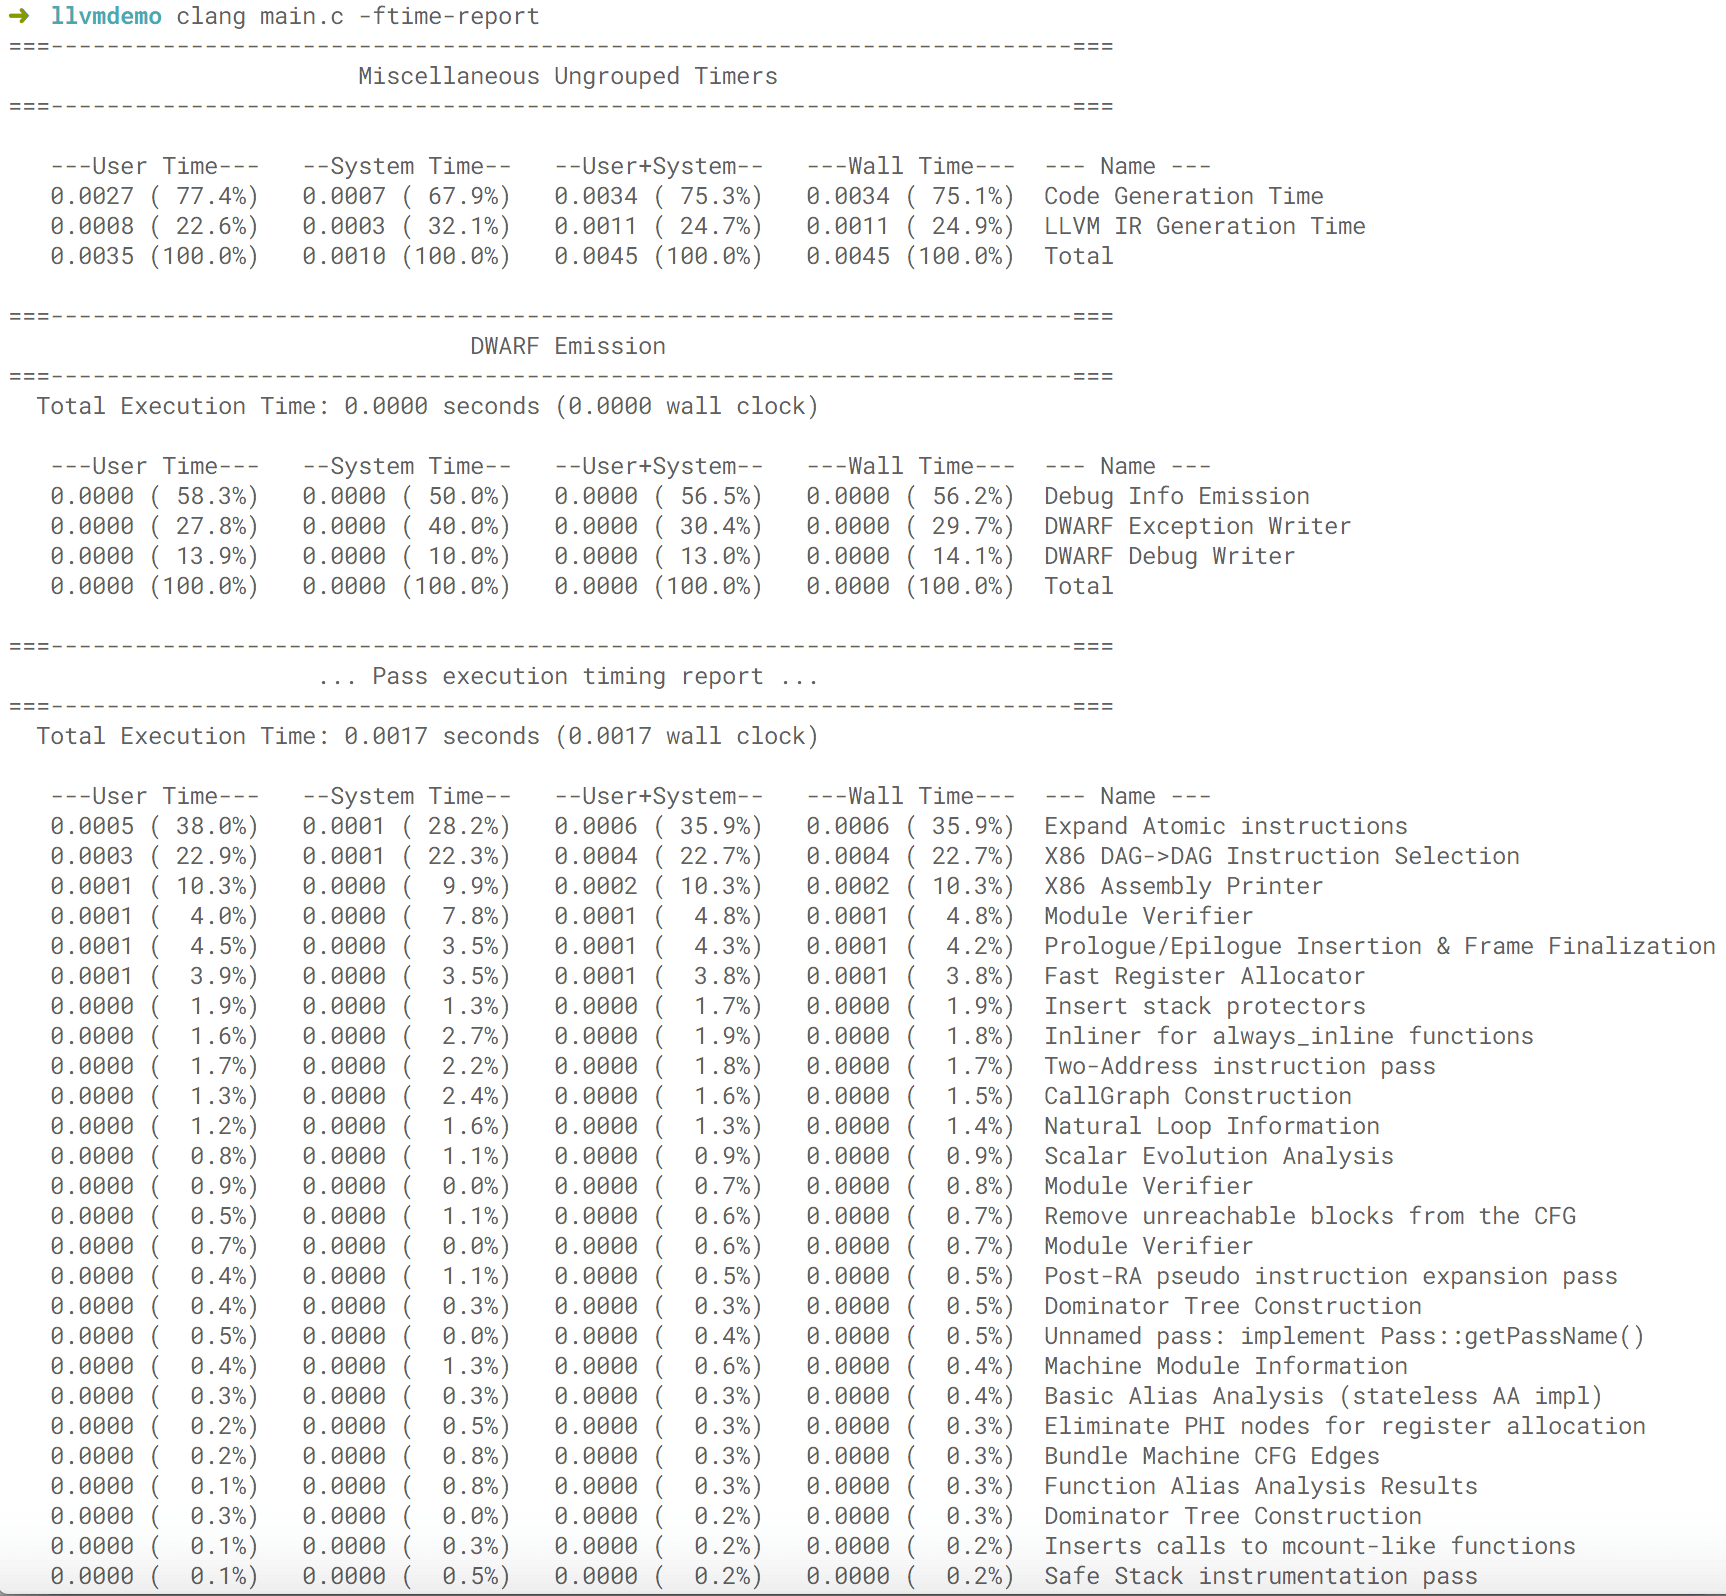 ➜  llvmdemo clang main.c -ftime-report
===-------------------------------------------------------------------------===
                         Miscellaneous Ungrouped Timers
===-------------------------------------------------------------------------===

   ---User Time---   --System Time--   --User+System--   ---Wall Time---  --- Name ---
   0.0027 ( 77.4%)   0.0007 ( 67.9%)   0.0034 ( 75.3%)   0.0034 ( 75.1%)  Code Generation Time
   0.0008 ( 22.6%)   0.0003 ( 32.1%)   0.0011 ( 24.7%)   0.0011 ( 24.9%)  LLVM IR Generation Time
   0.0035 (100.0%)   0.0010 (100.0%)   0.0045 (100.0%)   0.0045 (100.0%)  Total

===-------------------------------------------------------------------------===
                                 DWARF Emission
===-------------------------------------------------------------------------===
  Total Execution Time: 0.0000 seconds (0.0000 wall clock)

   ---User Time---   --System Time--   --User+System--   ---Wall Time---  --- Name ---
   0.0000 ( 58.3%)   0.0000 ( 50.0%)   0.0000 ( 56.5%)   0.0000 ( 56.2%)  Debug Info Emission
   0.0000 ( 27.8%)   0.0000 ( 40.0%)   0.0000 ( 30.4%)   0.0000 ( 29.7%)  DWARF Exception Writer
   0.0000 ( 13.9%)   0.0000 ( 10.0%)   0.0000 ( 13.0%)   0.0000 ( 14.1%)  DWARF Debug Writer
   0.0000 (100.0%)   0.0000 (100.0%)   0.0000 (100.0%)   0.0000 (100.0%)  Total

===-------------------------------------------------------------------------===
                      ... Pass execution timing report ...
===-------------------------------------------------------------------------===
  Total Execution Time: 0.0017 seconds (0.0017 wall clock)

   ---User Time---   --System Time--   --User+System--   ---Wall Time---  --- Name ---
   0.0005 ( 38.0%)   0.0001 ( 28.2%)   0.0006 ( 35.9%)   0.0006 ( 35.9%)  Expand Atomic instructions
   0.0003 ( 22.9%)   0.0001 ( 22.3%)   0.0004 ( 22.7%)   0.0004 ( 22.7%)  X86 DAG->DAG Instruction Selection
   0.0001 ( 10.3%)   0.0000 (  9.9%)   0.0002 ( 10.3%)   0.0002 ( 10.3%)  X86 Assembly Printer
   0.0001 (  4.0%)   0.0000 (  7.8%)   0.0001 (  4.8%)   0.0001 (  4.8%)  Module Verifier
   0.0001 (  4.5%)   0.0000 (  3.5%)   0.0001 (  4.3%)   0.0001 (  4.2%)  Prologue/Epilogue Insertion & Frame Finalization
   0.0001 (  3.9%)   0.0000 (  3.5%)   0.0001 (  3.8%)   0.0001 (  3.8%)  Fast Register Allocator
   0.0000 (  1.9%)   0.0000 (  1.3%)   0.0000 (  1.7%)   0.0000 (  1.9%)  Insert stack protectors
   0.0000 (  1.6%)   0.0000 (  2.7%)   0.0000 (  1.9%)   0.0000 (  1.8%)  Inliner for always_inline functions
   0.0000 (  1.7%)   0.0000 (  2.2%)   0.0000 (  1.8%)   0.0000 (  1.7%)  Two-Address instruction pass
   0.0000 (  1.3%)   0.0000 (  2.4%)   0.0000 (  1.6%)   0.0000 (  1.5%)  CallGraph Construction
   0.0000 (  1.2%)   0.0000 (  1.6%)   0.0000 (  1.3%)   0.0000 (  1.4%)  Natural Loop Information
   0.0000 (  0.8%)   0.0000 (  1.1%)   0.0000 (  0.9%)   0.0000 (  0.9%)  Scalar Evolution Analysis
   0.0000 (  0.9%)   0.0000 (  0.0%)   0.0000 (  0.7%)   0.0000 (  0.8%)  Module Verifier
   0.0000 (  0.5%)   0.0000 (  1.1%)   0.0000 (  0.6%)   0.0000 (  0.7%)  Remove unreachable blocks from the CFG
   0.0000 (  0.7%)   0.0000 (  0.0%)   0.0000 (  0.6%)   0.0000 (  0.7%)  Module Verifier
   0.0000 (  0.4%)   0.0000 (  1.1%)   0.0000 (  0.5%)   0.0000 (  0.5%)  Post-RA pseudo instruction expansion pass
   0.0000 (  0.4%)   0.0000 (  0.3%)   0.0000 (  0.3%)   0.0000 (  0.5%)  Dominator Tree Construction
   0.0000 (  0.5%)   0.0000 (  0.0%)   0.0000 (  0.4%)   0.0000 (  0.5%)  Unnamed pass: implement Pass::getPassName()
   0.0000 (  0.4%)   0.0000 (  1.3%)   0.0000 (  0.6%)   0.0000 (  0.4%)  Machine Module Information
   0.0000 (  0.3%)   0.0000 (  0.3%)   0.0000 (  0.3%)   0.0000 (  0.4%)  Basic Alias Analysis (stateless AA impl)
   0.0000 (  0.2%)   0.0000 (  0.5%)   0.0000 (  0.3%)   0.0000 (  0.3%)  Eliminate PHI nodes for register allocation
   0.0000 (  0.2%)   0.0000 (  0.8%)   0.0000 (  0.3%)   0.0000 (  0.3%)  Bundle Machine CFG Edges
   0.0000 (  0.1%)   0.0000 (  0.8%)   0.0000 (  0.3%)   0.0000 (  0.3%)  Function Alias Analysis Results
   0.0000 (  0.3%)   0.0000 (  0.0%)   0.0000 (  0.2%)   0.0000 (  0.3%)  Dominator Tree Construction
   0.0000 (  0.1%)   0.0000 (  0.3%)   0.0000 (  0.2%)   0.0000 (  0.2%)  Inserts calls to mcount-like functions
   0.0000 (  0.1%)   0.0000 (  0.5%)   0.0000 (  0.2%)   0.0000 (  0.2%)  Safe Stack instrumentation pass